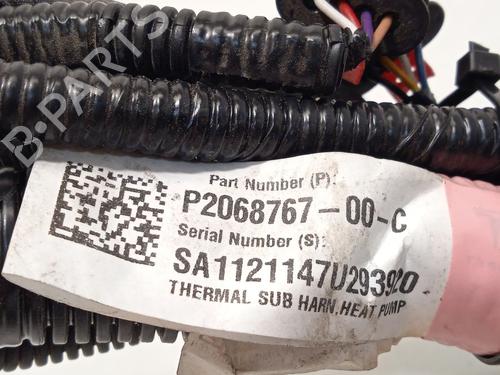 B-PARTS
Part Number (P):
P2068767-00-C
Serial Number (S):
SA1121147U293920
THERMAL SUB HARN,HEAT PUMP